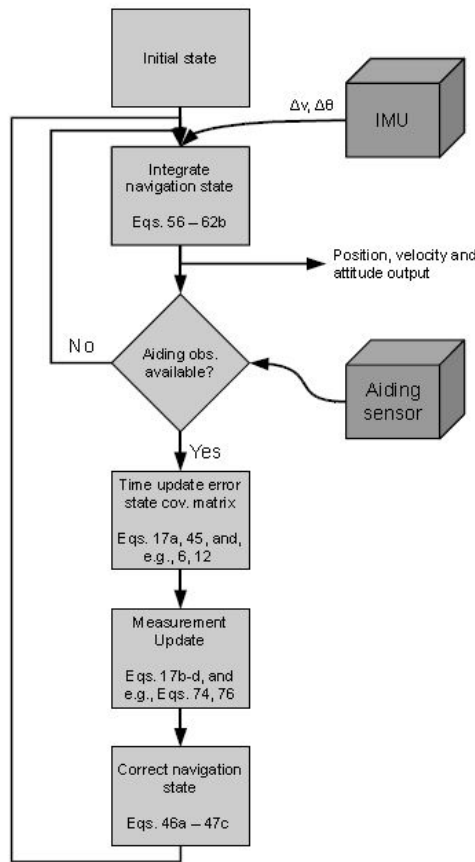 Initial state
Δv, Δθ
IMU
Integrate
navigation state
Eqs. 56 – 62b
Position, velocity and
attitude output
No
Aiding obs.
available?
Aiding
sensor
Yes
Time update error
state cov. matrix
Eqs. 17a, 45, and,
e.g., 6, 12
Measurement
Update
Eqs. 17b-d, and
e.g., Eqs. 74, 76
Correct navigation
state
Eqs. 46a – 47c